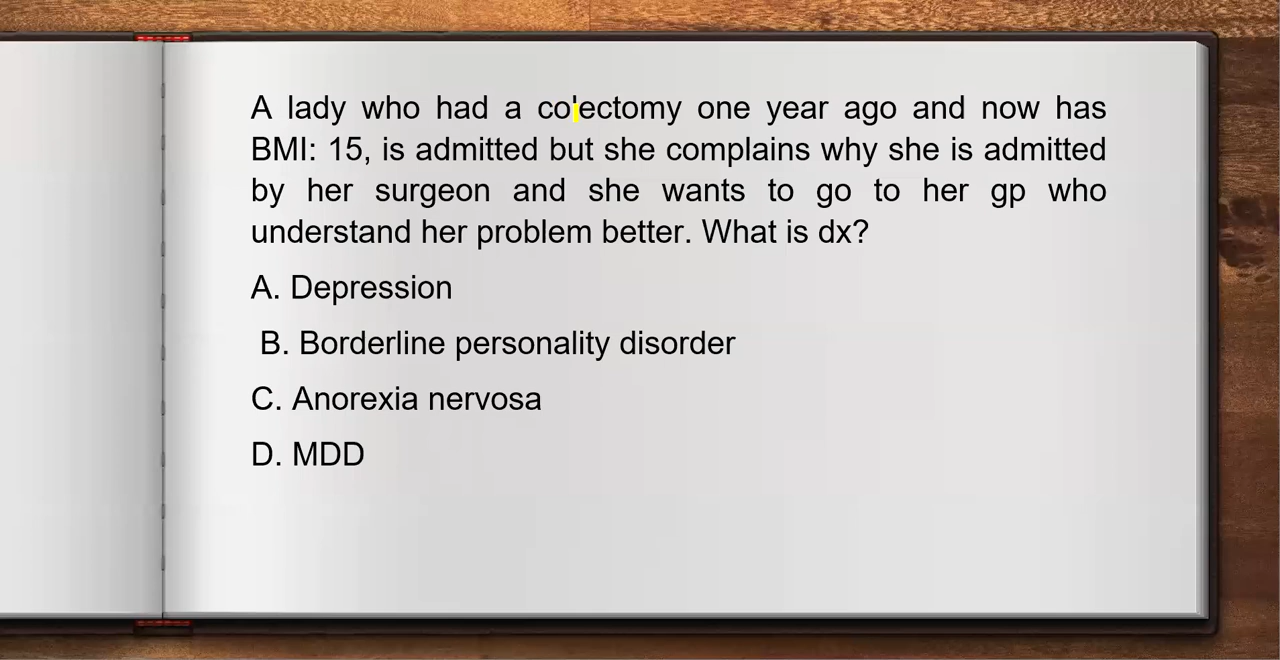 A lady who had a colectomy one year ago and now has
BMI: 15, is admitted but she complains why she is admitted
by her surgeon and she wants to go to her gp who
understand her problem better. What is dx?
A. Depression
B. Borderline personality disorder
C. Anorexia nervosa
D. MDD